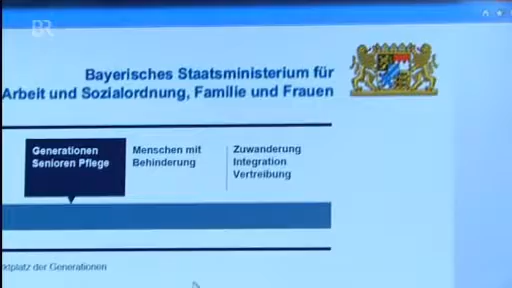 BR
Bayerisches Staatsministerium für
Arbeit und Sozialordnung, Familie und Frauen
Generationen
Senioren Pflege
Menschen mit
Behinderung
Zuwanderung
Integration
Vertreibung
der Generationen